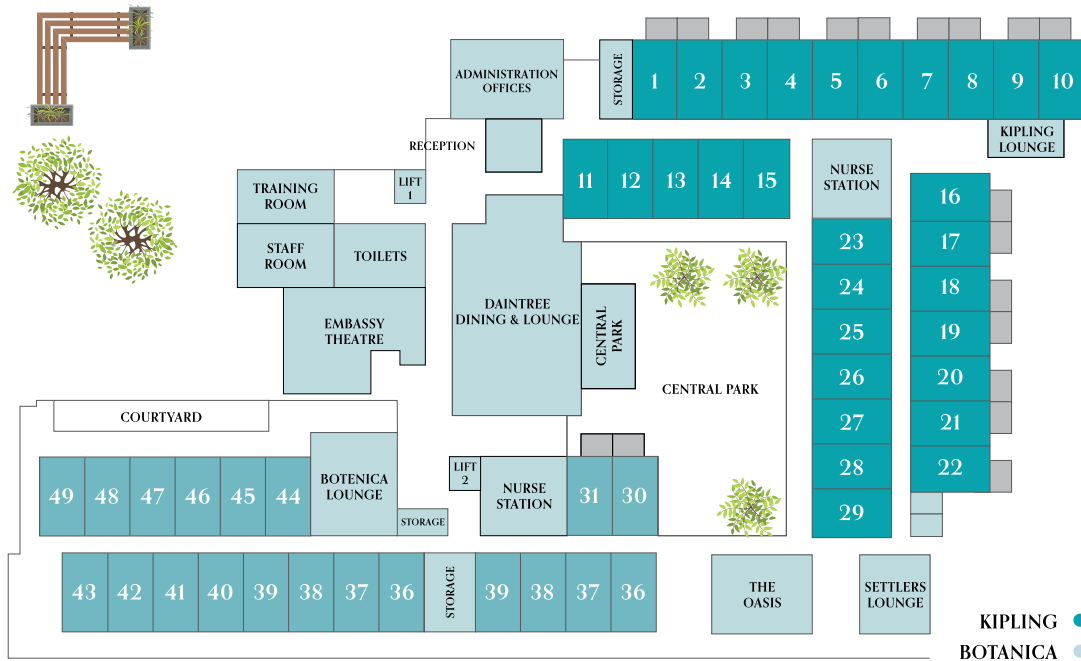 ADMINISTRATION
OFFICES
STORAGE
1
2
3
4
5
6
7
8
9
10
KIPLING
LOUNGE
RECEPTION
11
12
13
14
15
NURSE
STATION
16
17
18
19
20
21
22
23
24
25
26
27
28
29
TRAINING
ROOM
LIFT
1
STAFF
ROOM
TOILETS
EMBASSY
THEATRE
DAINTREE
DINING & LOUNGE
CENTRAL
PARK
CENTRAL PARK
COURTYARD
49
48
47
46
45
44
BOTENICA
LOUNGE
STORAGE
LIFT
2
NURSE
STATION
31
30
43
42
41
40
39
38
37
36
STORAGE
39
38
37
36
THE
OASIS
SETTLERS
LOUNGE
KIPLING
BOTANICA